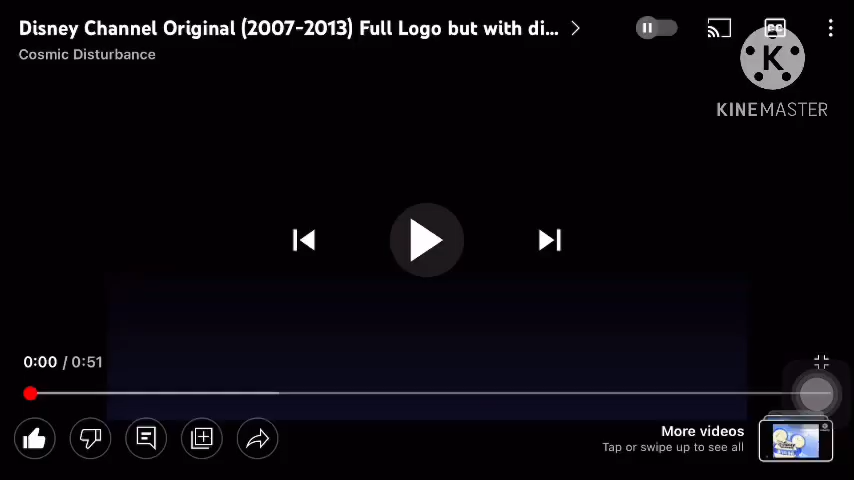 Disney Channel Original (2007-2013) Full Logo but with di...
Cosmic Disturbance
CC
K
KINEMASTER
0:00 / 0:51
More videos
Tap or swipe up to see all